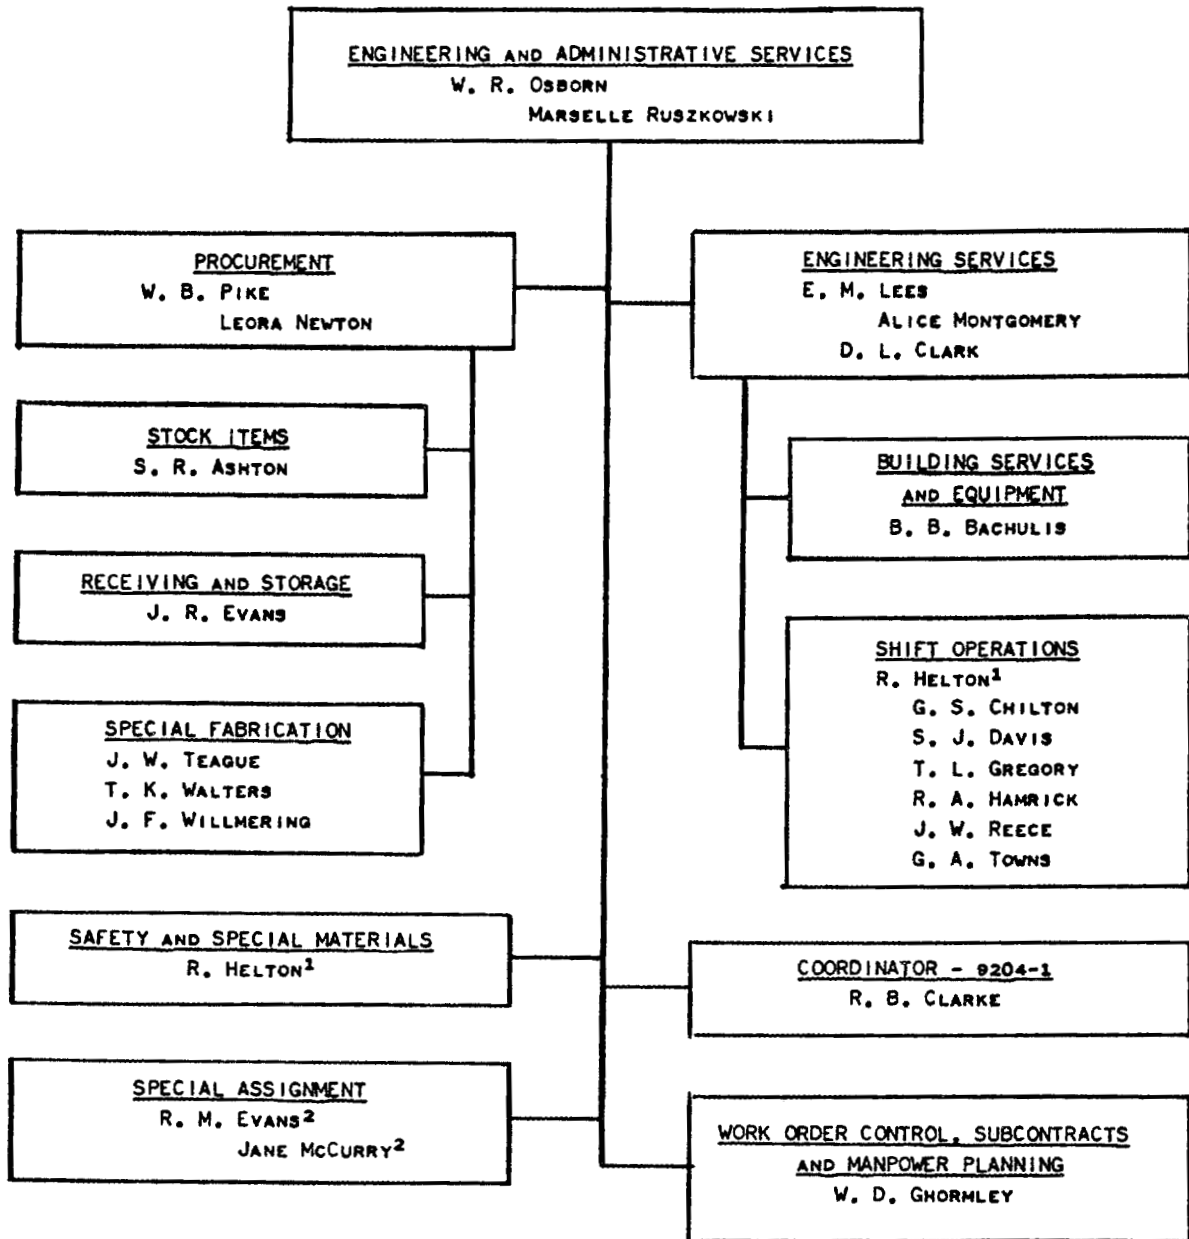 ENGINEERING AND ADMINISTRATIVE SERVICES
W. R. OSBORN
MARSELLE RUSZKOWSKI
PROCUREMENT
W. B. PIKE
LEORA NEWTON
ENGINEERING SERVICES
E. M. LEES
ALICE MONTGOMERY
D. L. CLARK
STOCK ITEMS
S. R. ASHTON
BUILDING SERVICES
AND EQUIPMENT
B. B. BACHULIS
RECEIVING AND STORAGE
J. R. EVANS
SHIFT OPERATIONS
R. HELTON¹
G. S. CHILTON
S. J. DAVIS
T. L. GREGORY
R. A. HAMRICK
J. W. REECE
G. A. TOWNS
SPECIAL FABRICATION
J. W. TEAGUE
T. K. WALTERS
J. F. WILLMERING
SAFETY AND SPECIAL MATERIALS
R. HELTON¹
COORDINATOR - 9204-1
R. B. CLARKE
SPECIAL ASSIGNMENT
R. M. EVANS²
JANE MCCURRY²
WORK ORDER CONTROL, SUBCONTRACTS
AND MANPOWER PLANNING
W. D. GHORMLEY